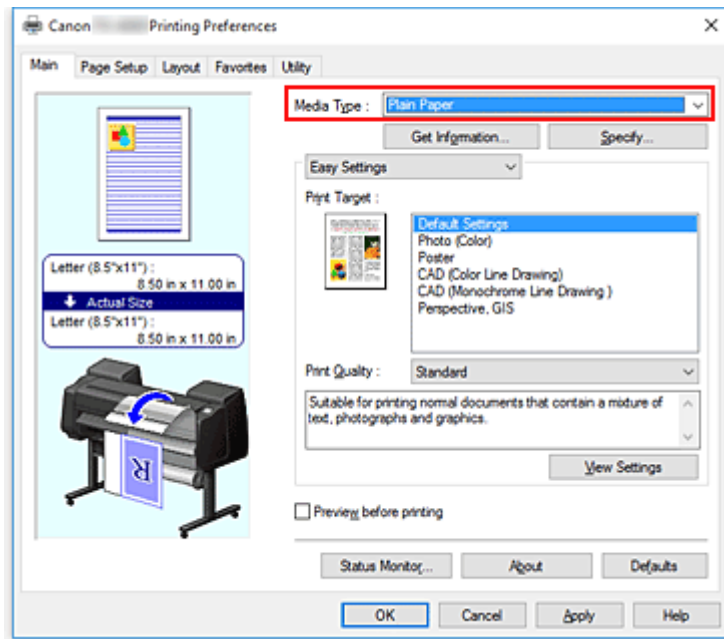 Canon Printing Preferences
Main Page Setup Layout Favorites Utility
Media Type : Plain Paper
Get Information... Specify...
Easy Settings
Print Target :
Default Settings
Photo (Color)
Poster
CAD (Color Line Drawing)
CAD (Monochrome Line Drawing )
Perspective, GIS
Letter (8.5"x11") :
8.50 in x 11.00 in
Actual Size
Letter (8.5"x11") :
8.50 in x 11.00 in
R
Print Quality : Standard
Suitable for printing normal documents that contain a mixture of
text, photographs and graphics.
View Settings
Preview before printing
Status Monitor... About Defaults
OK Cancel Apply Help